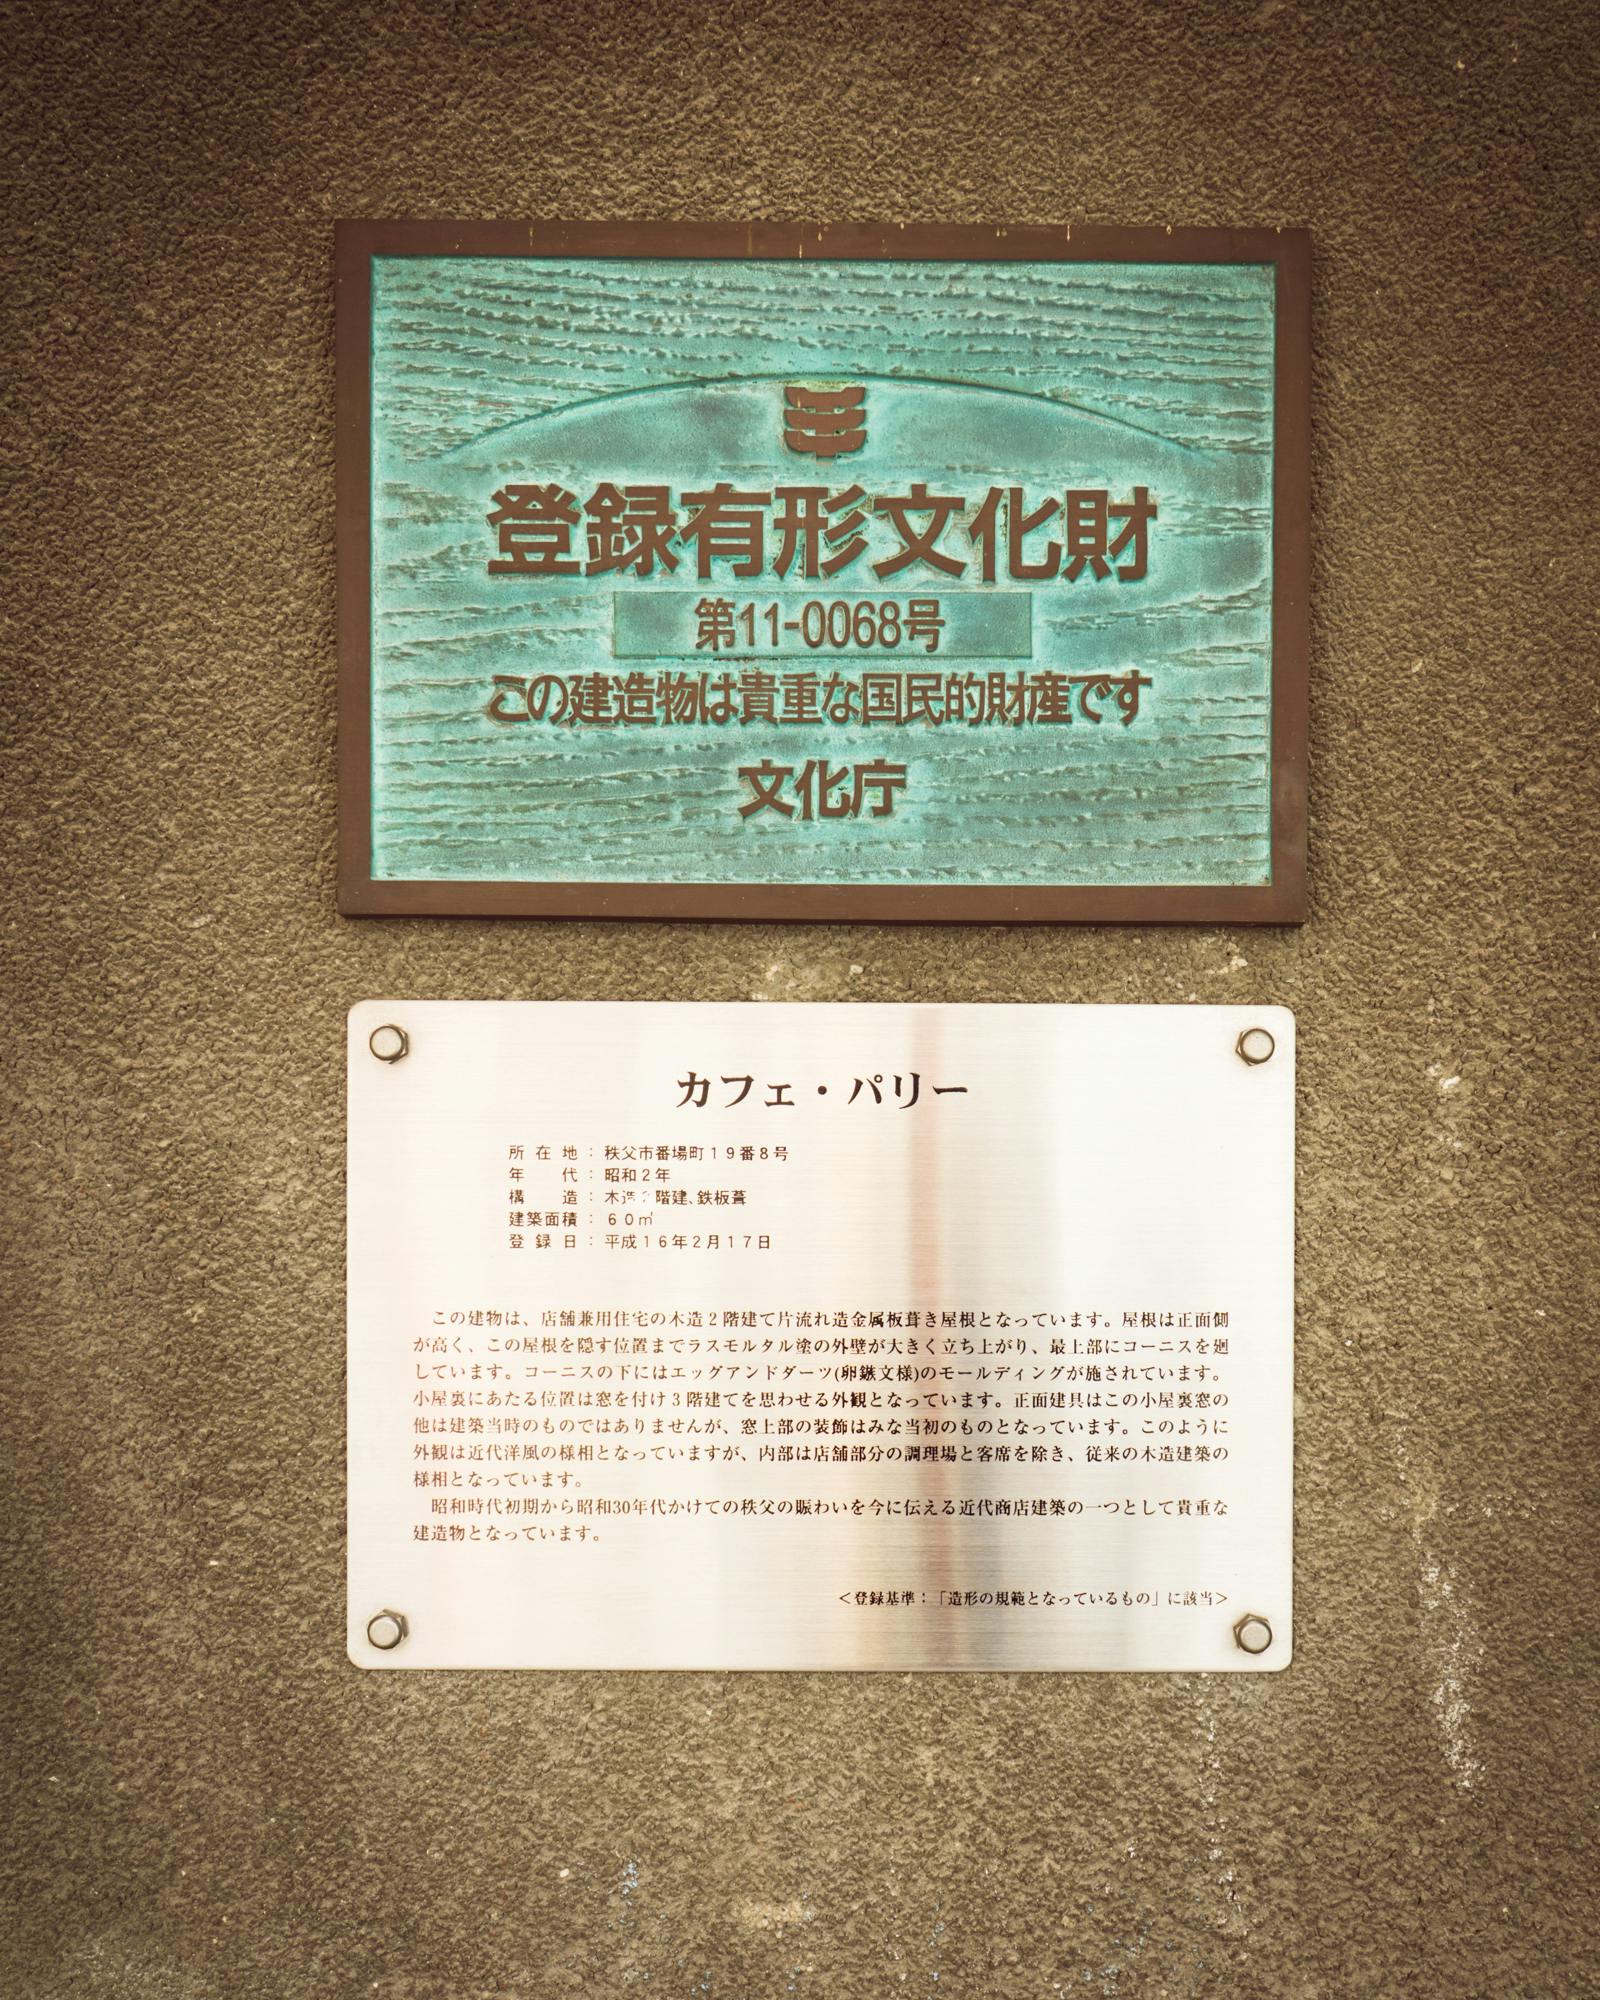 登録有形文化財
第11-0068号
この建造物は貴重な国民的財産です
文化庁
カフェ・パリー
所在地：秩父市番場町１９番８号
年　代：昭和２年
構　造：木造２階建、鉄板葺
建築面積：６０㎡
登録日：平成１６年２月１７日
この建物は、店舗兼用住宅の木造２階建て片流れ造金属板葺き屋根となっています。屋根は正面側
が高く、この屋根を隠す位置までラスモルタル塗の外壁が大きく立ち上がり、最上部にコーニスを廻
しています。コーニスの下にはエッグアンドダーツ(卵鏃文様)のモールディングが施されています。
小屋裏にあたる位置は窓を付け３階建てを思わせる外観となっています。正面建具はこの小屋裏窓の
他は建築当時のものではありませんが、窓上部の装飾はみな当初のものとなっています。このように
外観は近代洋風の様相となっていますが、内部は店舗部分の調理場と客席を除き、従来の木造建築の
様相となっています。
昭和時代初期から昭和30年代かけての秩父の賑わいを今に伝える近代商店建築の一つとして貴重な
建造物となっています。
＜登録基準：「造形の規範となっているもの」に該当＞